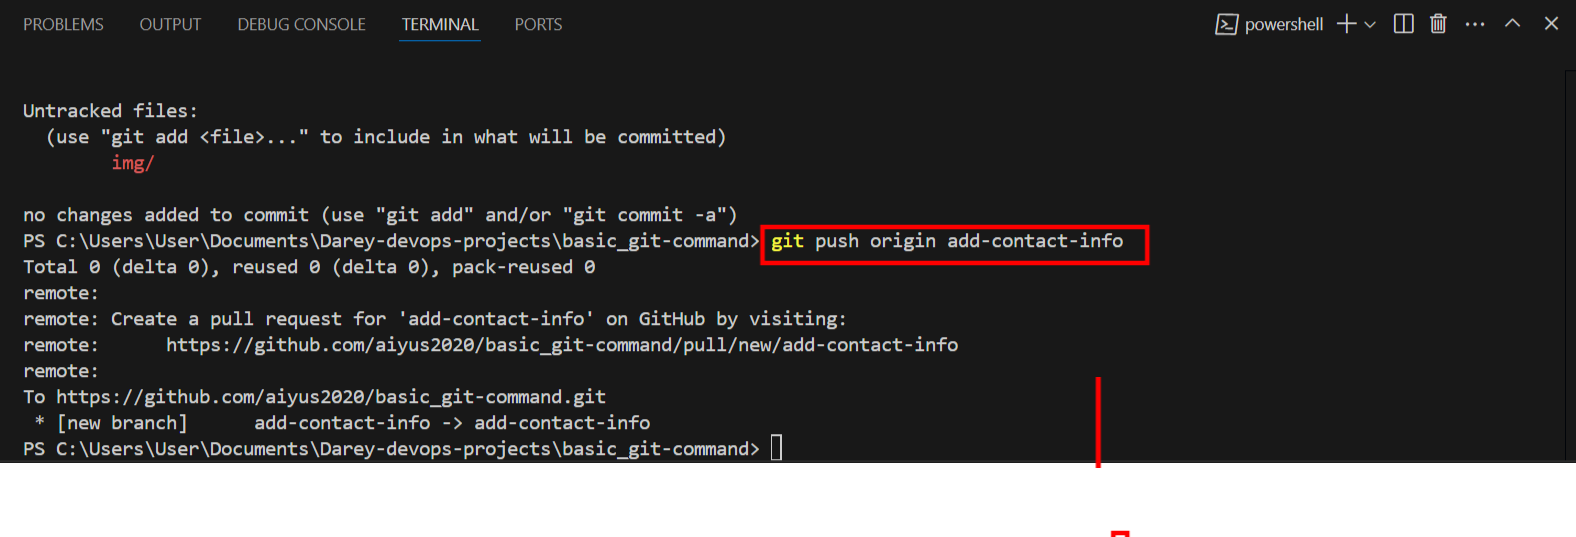 PROBLEMS OUTPUT DEBUG CONSOLE TERMINAL PORTS powershell
Untracked files:
  (use "git add <file>..." to include in what will be committed)
        img/
no changes added to commit (use "git add" and/or "git commit -a")
PS C:\Users\User\Documents\Darey-devops-projects\basic_git-command> git push origin add-contact-info
Total 0 (delta 0), reused 0 (delta 0), pack-reused 0
remote:
remote: Create a pull request for 'add-contact-info' on GitHub by visiting:
remote:      https://github.com/aiyus2020/basic_git-command/pull/new/add-contact-info
remote:
To https://github.com/aiyus2020/basic_git-command.git
 * [new branch]      add-contact-info -> add-contact-info
PS C:\Users\User\Documents\Darey-devops-projects\basic_git-command>